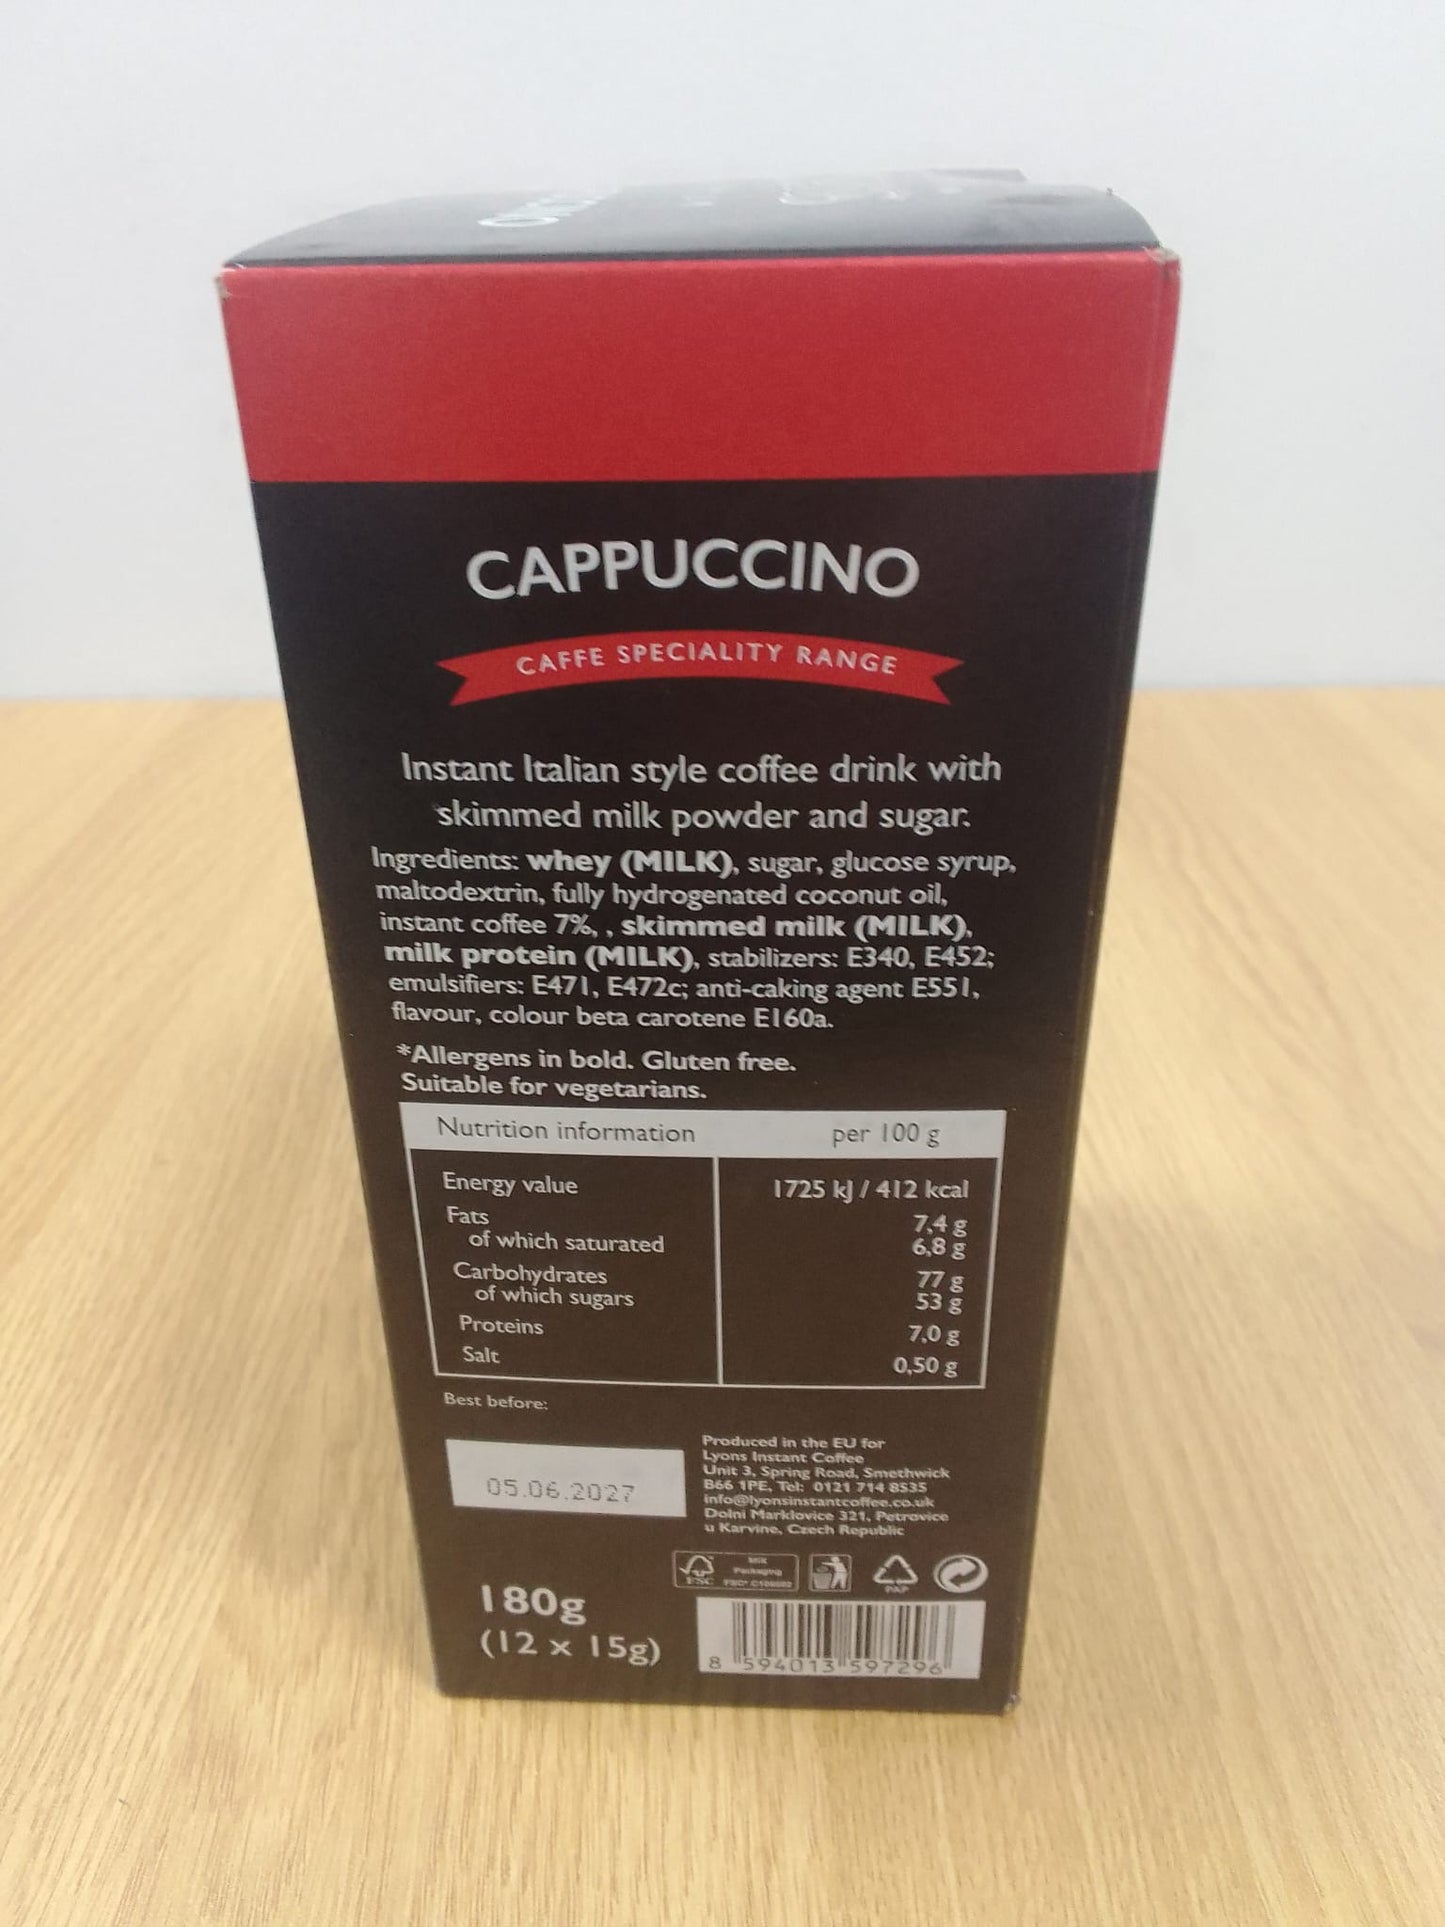 CAPPUCCINO
CAFFE SPECIALITY RANGE
Instant Italian style coffee drink with
skimmed milk powder and sugar.
Ingredients: whey (MILK), sugar, glucose syrup,
maltodextrin, fully hydrogenated coconut oil,
instant coffee 7%, , skimmed milk (MILK),
milk protein (MILK), stabilizers: E340, E452;
emulsifiers: E471, E472c; anti-caking agent E551,
flavour, colour beta carotene E160a.
*Allergens in bold. Gluten free.
Suitable for vegetarians.
Nutrition information per 100 g
Energy value 1725 kJ / 412 kcal
Fats 7,4 g
of which saturated 6,8 g
Carbohydrates 77 g
of which sugars 53 g
Proteins 7,0 g
Salt 0,50 g
Best before:
05.06.2027
Produced in the EU for
Lyons Instant Coffee
Unit 3, Spring Road, Smethwick
B66 1PE, Tel: 0121 714 8535
info@lyonsinstantcoffee.co.uk
Dolni Marklovice 321, Petrovice
u Karvine, Czech Republic
FSC
Packaging
PAP
180g
(12 x 15g)
8 594013 597296